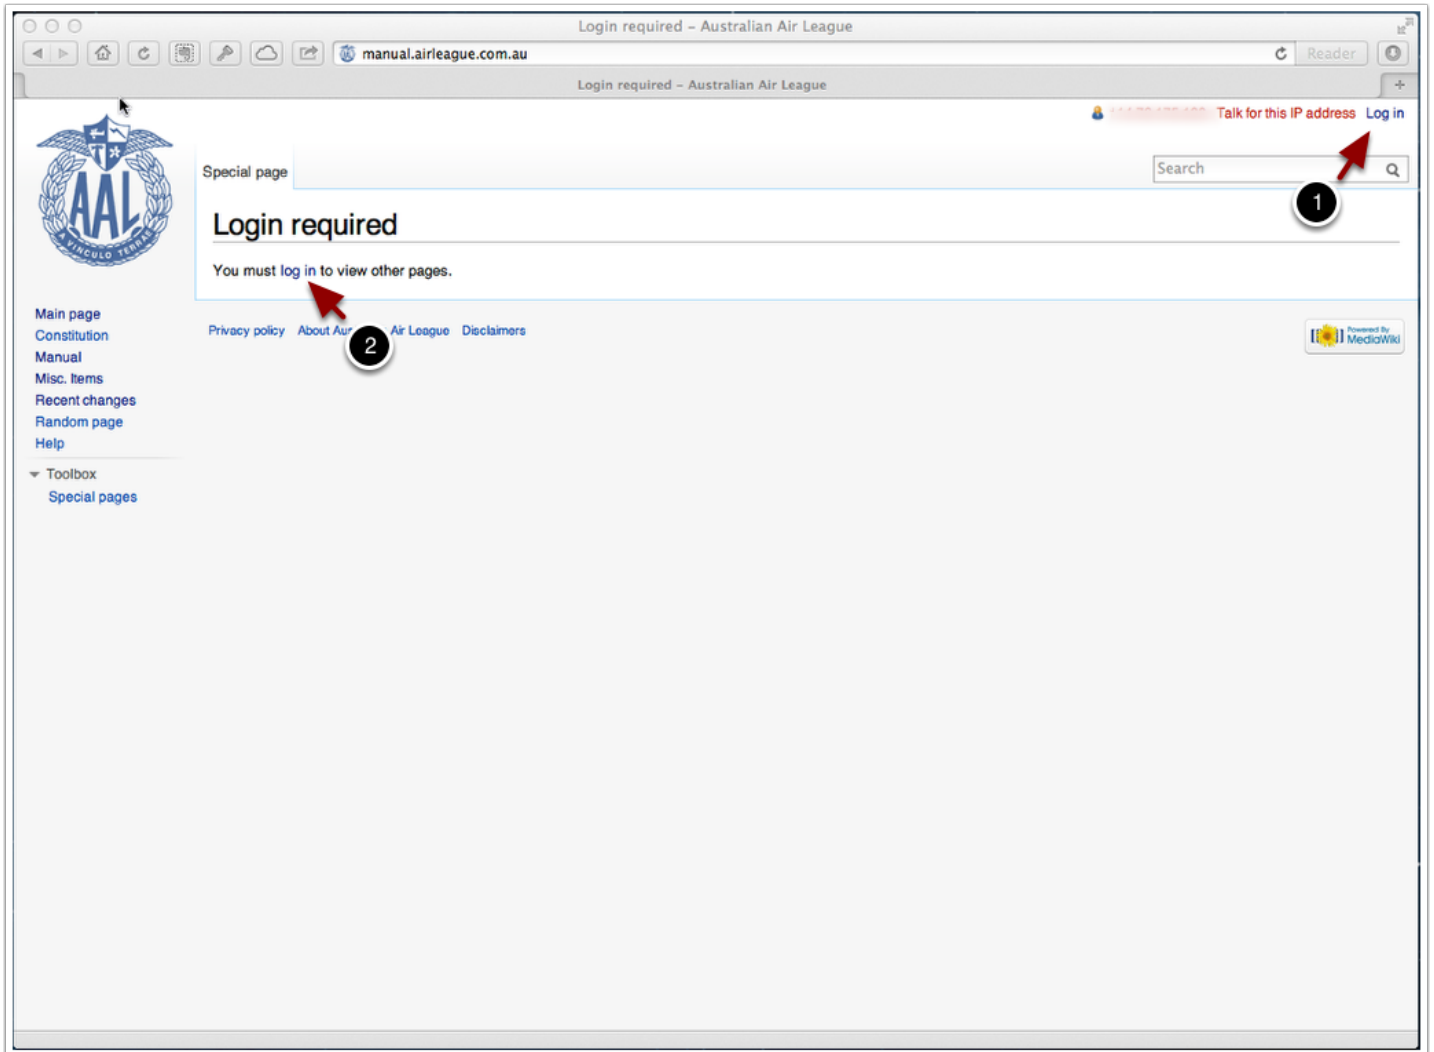 Login required – Australian Air League
manual.airleague.com.au
Reader
Login required – Australian Air League
Talk for this IP address Log in
AAL
A VINCULO TERRAE
Special page
Search
1
Login required
You must log in to view other pages.
2
Main page
Constitution
Manual
Misc. Items
Recent changes
Random page
Help
Toolbox
Special pages
Privacy policy About Air League Disclaimers
Powered By
MediaWiki